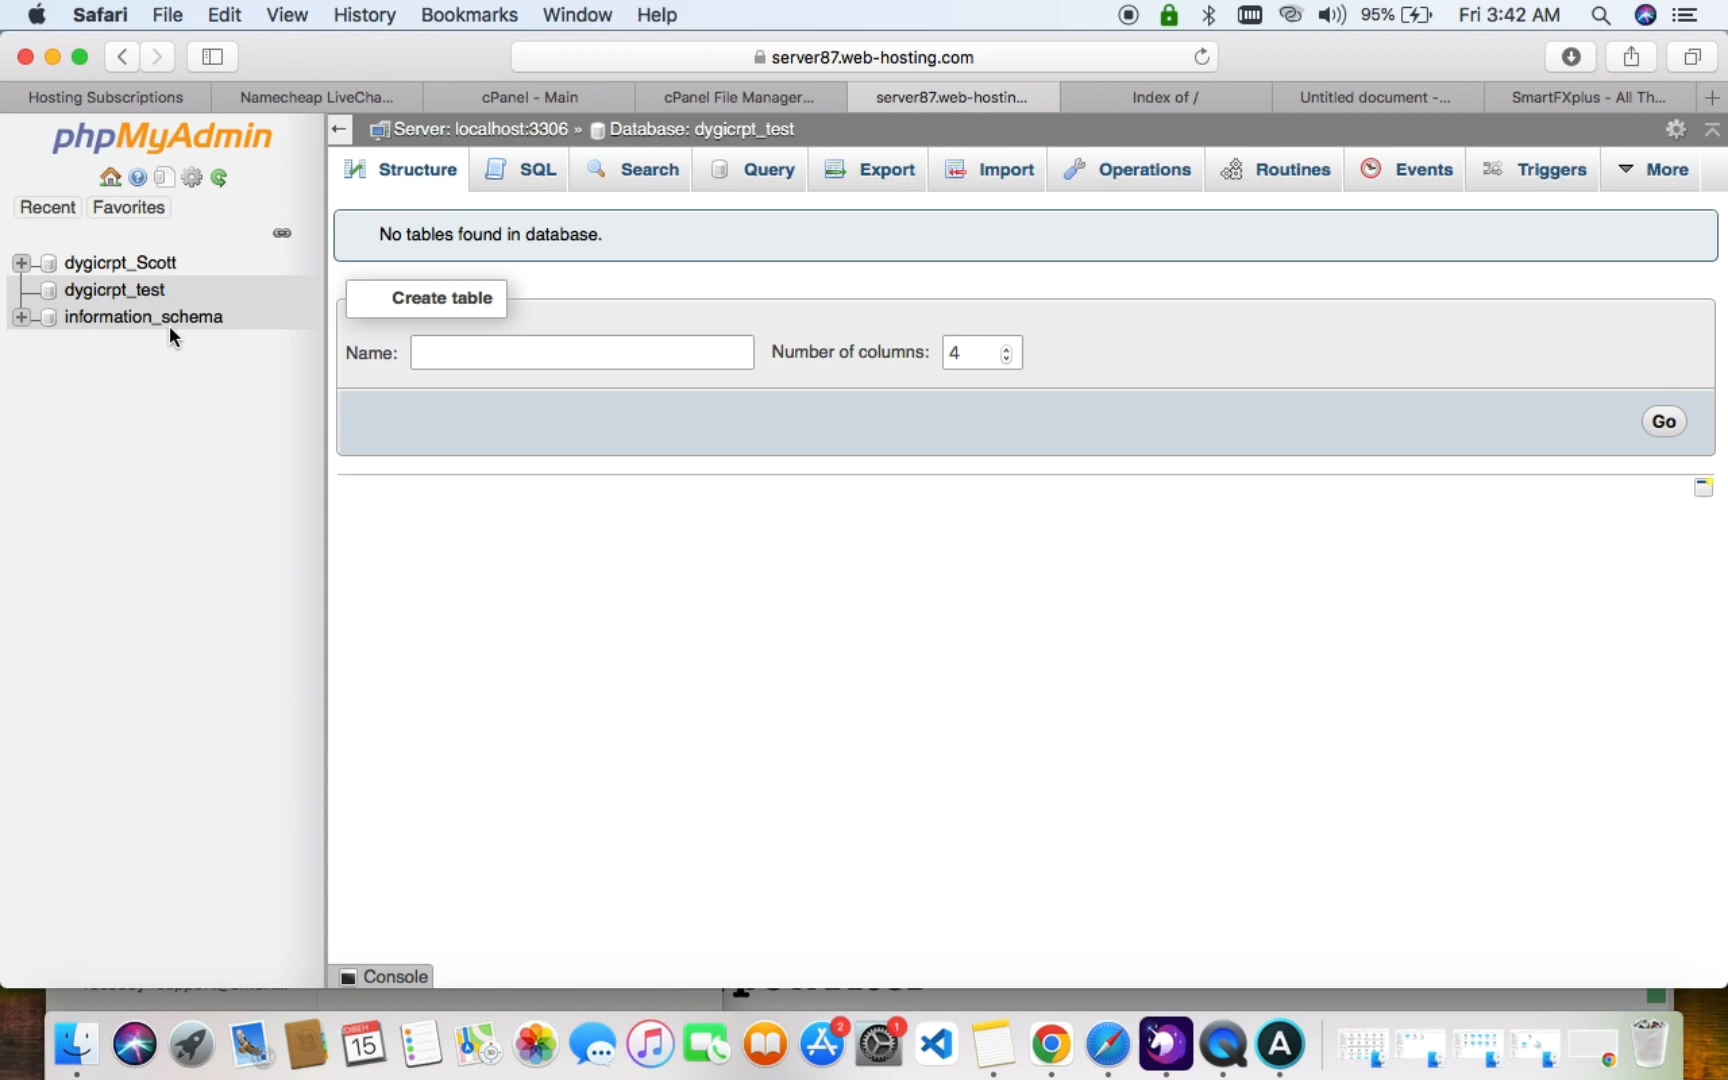 Safari File Edit View History Bookmarks Window Help 95% Fri 3:42 AM
server87.web-hosting.com
Hosting Subscriptions Namecheap LiveCha... cPanel - Main cPanel File Manager... server87.web-hostin... Index of / Untitled document -... SmartFXplus - All Th...
phpMyAdmin
Server: localhost:3306 » Database: dygicrpt_test
Structure SQL Search Query Export Import Operations Routines Events Triggers More
Recent Favorites
No tables found in database.
dygicrpt_Scott
dygicrpt_test
information_schema
Create table
Name: Number of columns: 4
Go
Console
15
2
1